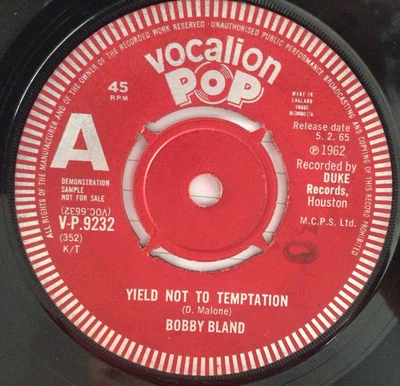 ALL RIGHTS OF THE MANUFACTURER AND OF THE OWNER OF THE RECORDED WORK RESERVED · UNAUTHORISED PUBLIC PERFORMANCE BROADCASTING AND COPYING OF THIS RECORD PROHIBITED
vocalion
POP
45
RPM
MADE IN
ENGLAND
A
Release date
5. 2. 65
℗1962
Recorded by
DUKE
Records,
Houston
M.C.P.S. Ltd.
DEMONSTRATION
SAMPLE
NOT FOR SALE
(VOC.6632)
V-P.9232
(352)
K/T
YIELD NOT TO TEMPTATION
(D. Malone)
BOBBY BLAND